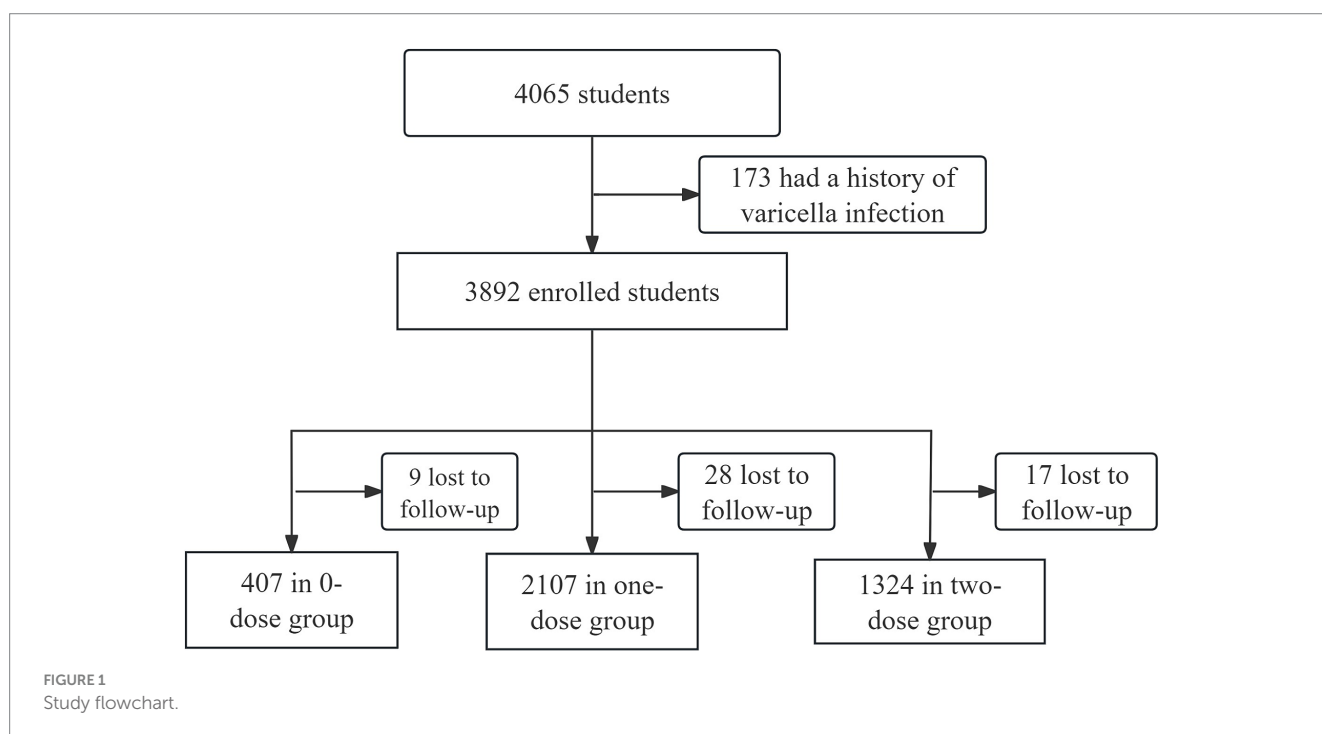 4065 students
173 had a history of
varicella infection
3892 enrolled students
9 lost to
follow-up
28 lost to
follow-up
17 lost to
follow-up
407 in 0-
dose group
2107 in one-
dose group
1324 in two-
dose group
FIGURE 1
Study flowchart.